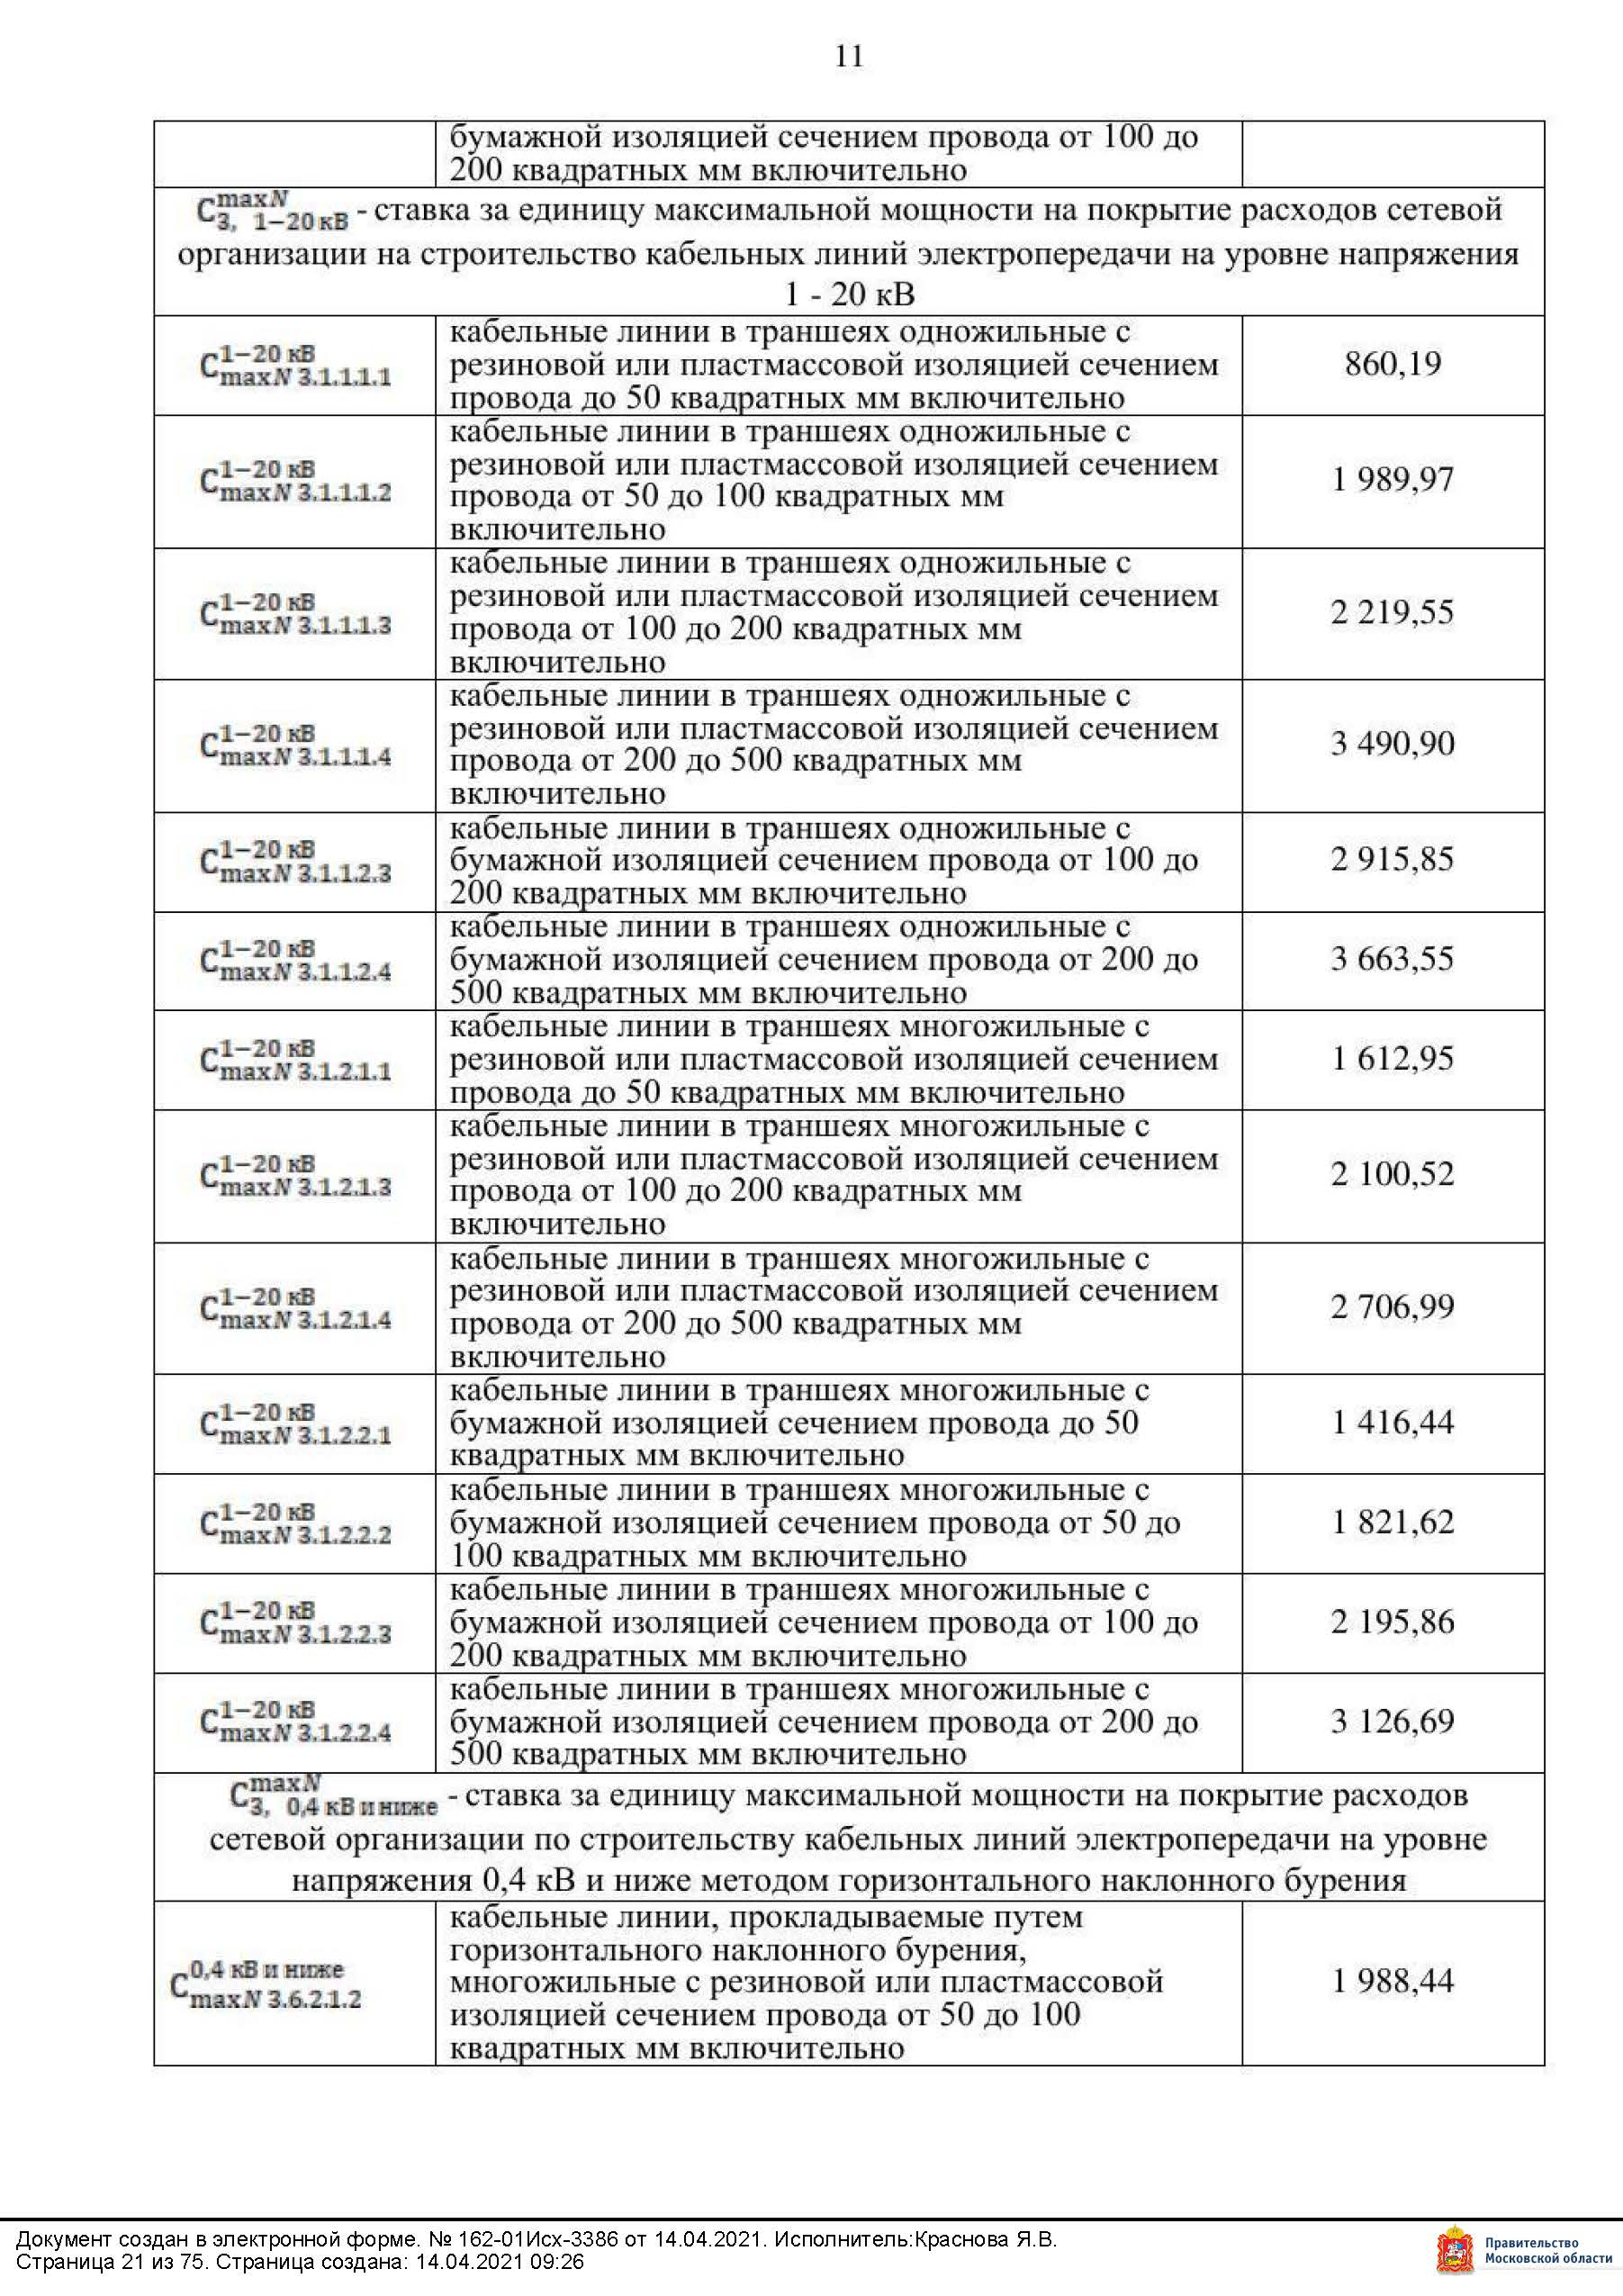 11
бумажной изоляцией сечением провода от 100 до
200 квадратных мм включительно
C maxN 3, 1–20 кВ - ставка за единицу максимальной мощности на покрытие расходов сетевой
организации на строительство кабельных линий электропередачи на уровне напряжения
1 - 20 кВ
C 1–20 кВ maxN 3.1.1.1.1
кабельные линии в траншеях одножильные с
резиновой или пластмассовой изоляцией сечением
провода до 50 квадратных мм включительно
860,19
C 1–20 кВ maxN 3.1.1.1.2
кабельные линии в траншеях одножильные с
резиновой или пластмассовой изоляцией сечением
провода от 50 до 100 квадратных мм
включительно
1 989,97
C 1–20 кВ maxN 3.1.1.1.3
кабельные линии в траншеях одножильные с
резиновой или пластмассовой изоляцией сечением
провода от 100 до 200 квадратных мм
включительно
2 219,55
C 1–20 кВ maxN 3.1.1.1.4
кабельные линии в траншеях одножильные с
резиновой или пластмассовой изоляцией сечением
провода от 200 до 500 квадратных мм
включительно
3 490,90
C 1–20 кВ maxN 3.1.1.2.3
кабельные линии в траншеях одножильные с
бумажной изоляцией сечением провода от 100 до
200 квадратных мм включительно
2 915,85
C 1–20 кВ maxN 3.1.1.2.4
кабельные линии в траншеях одножильные с
бумажной изоляцией сечением провода от 200 до
500 квадратных мм включительно
3 663,55
C 1–20 кВ maxN 3.1.2.1.1
кабельные линии в траншеях многожильные с
резиновой или пластмассовой изоляцией сечением
провода до 50 квадратных мм включительно
1 612,95
C 1–20 кВ maxN 3.1.2.1.3
кабельные линии в траншеях многожильные с
резиновой или пластмассовой изоляцией сечением
провода от 100 до 200 квадратных мм
включительно
2 100,52
C 1–20 кВ maxN 3.1.2.1.4
кабельные линии в траншеях многожильные с
резиновой или пластмассовой изоляцией сечением
провода от 200 до 500 квадратных мм
включительно
2 706,99
C 1–20 кВ maxN 3.1.2.2.1
кабельные линии в траншеях многожильные с
бумажной изоляцией сечением провода до 50
квадратных мм включительно
1 416,44
C 1–20 кВ maxN 3.1.2.2.2
кабельные линии в траншеях многожильные с
бумажной изоляцией сечением провода от 50 до
100 квадратных мм включительно
1 821,62
C 1–20 кВ maxN 3.1.2.2.3
кабельные линии в траншеях многожильные с
бумажной изоляцией сечением провода от 100 до
200 квадратных мм включительно
2 195,86
C 1–20 кВ maxN 3.1.2.2.4
кабельные линии в траншеях многожильные с
бумажной изоляцией сечением провода от 200 до
500 квадратных мм включительно
3 126,69
C maxN 3, 0,4 кВ и ниже - ставка за единицу максимальной мощности на покрытие расходов
сетевой организации по строительству кабельных линий электропередачи на уровне
напряжения 0,4 кВ и ниже методом горизонтального наклонного бурения
C 0,4 кВ и ниже maxN 3.6.2.1.2
кабельные линии, прокладываемые путем
горизонтального наклонного бурения,
многожильные с резиновой или пластмассовой
изоляцией сечением провода от 50 до 100
квадратных мм включительно
1 988,44
Документ создан в электронной форме. № 162-01Исх-3386 от 14.04.2021. Исполнитель:Краснова Я.В.
Страница 21 из 75. Страница создана: 14.04.2021 09:26
Правительство
Московской области